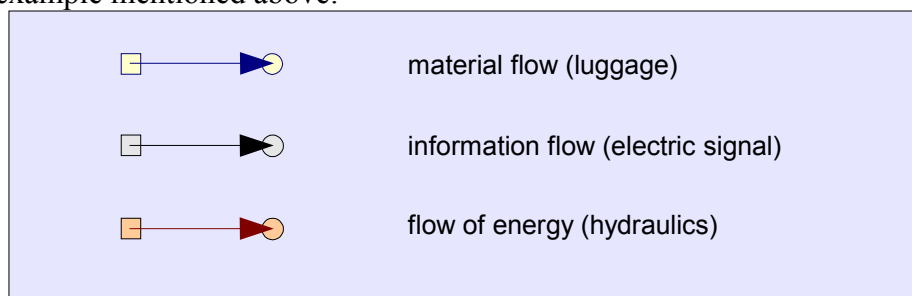 example mentioned above:
material flow (luggage)
information flow (electric signal)
flow of energy (hydraulics)